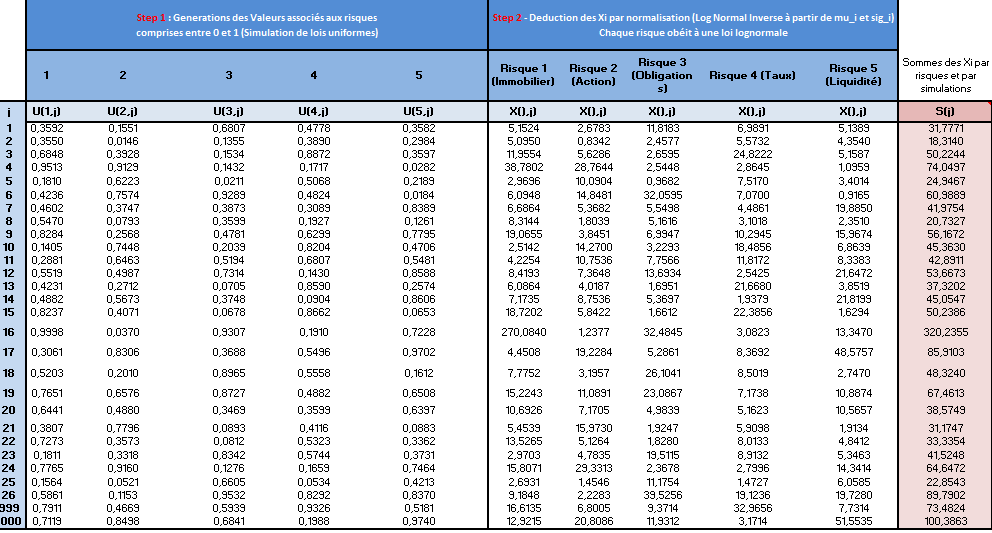 Step 1 : Generations des Valeurs associés aux risques
comprises entre 0 et 1 (Simulation de lois uniformes)
Step 2 - Deduction des Xi par normalisation (Log Normal Inverse à partir de mu_i et sig_i)
Chaque risque obéit à une loi lognormale
1 2 3 4 5 Risque 1 (Immobilier) Risque 2 (Action) Risque 3 (Obligations) Risque 4 (Taux) Risque 5 (Liquidité) Sommes des Xi par risques et par simulations
i U(1,j) U(2,j) U(3,j) U(4,j) U(5,j) X(),j) X(),j) X(),j) X(),j) X(),j) S(j)
1 0,3592 0,1551 0,6807 0,4778 0,3582 5,1524 2,6783 11,8183 6,9891 5,1389 31,7771
2 0,3550 0,0146 0,1355 0,3890 0,2984 5,0950 0,8342 2,4577 5,5732 4,3540 18,3140
3 0,6848 0,3928 0,1534 0,8872 0,3597 11,9554 5,6286 2,6595 24,8222 5,1587 50,2244
4 0,9513 0,9129 0,1432 0,1717 0,0282 38,7802 28,7644 2,5448 2,8645 1,0959 74,0497
5 0,1810 0,6223 0,0211 0,5068 0,2189 2,9696 10,0904 0,9682 7,5170 3,4014 24,9467
6 0,4236 0,7574 0,9289 0,4824 0,0184 6,0948 14,8481 32,0595 7,0700 0,9165 60,9889
7 0,4602 0,3747 0,3873 0,3089 0,8389 6,6864 5,3682 5,5498 4,4861 19,8850 41,9754
8 0,5470 0,0793 0,3599 0,1927 0,1261 8,3144 1,8039 5,1616 3,1018 2,3510 20,7327
9 0,8284 0,2568 0,4781 0,6299 0,7795 19,0655 3,8451 6,9947 10,2945 15,9674 56,1672
10 0,1405 0,7448 0,2039 0,8204 0,4706 2,5142 14,2700 3,2293 18,4856 6,8639 45,3630
11 0,2881 0,6463 0,5194 0,6807 0,5481 4,2254 10,7536 7,7566 11,8172 8,3383 42,8911
12 0,5519 0,4987 0,7314 0,1430 0,8588 8,4193 7,3648 13,6934 2,5425 21,6472 53,6673
13 0,4231 0,2712 0,0705 0,8590 0,2574 6,0864 4,0187 1,6951 21,6680 3,8519 37,3202
14 0,4882 0,5673 0,3748 0,0904 0,8606 7,1735 8,7536 5,3697 1,9379 21,8199 45,0547
15 0,8237 0,4071 0,0678 0,8662 0,0653 18,7202 5,8422 1,6612 22,3856 1,6294 50,2386
16 0,9998 0,0370 0,9307 0,1910 0,7228 270,0840 1,2377 32,4845 3,0823 13,3470 320,2355
17 0,3061 0,8306 0,3688 0,5496 0,9702 4,4508 19,2284 5,2861 8,3692 48,5757 85,9103
18 0,5203 0,2010 0,8965 0,5558 0,1612 7,7752 3,1957 26,1041 8,5019 2,7470 48,3240
19 0,7651 0,6576 0,8727 0,4882 0,6508 15,2243 11,0891 23,0867 7,1738 10,8874 67,4613
20 0,6441 0,4880 0,3469 0,3599 0,6397 10,6926 7,1705 4,9839 5,1623 10,5657 38,5749
21 0,3807 0,7796 0,0893 0,4116 0,0883 5,4539 15,9730 1,9247 5,9098 1,9134 31,1747
22 0,7273 0,3573 0,0812 0,5323 0,3362 13,5265 5,1264 1,8280 8,0133 4,8412 33,3354
23 0,1811 0,3318 0,8342 0,5744 0,3731 2,9703 4,7835 19,5115 8,9132 5,3463 41,5248
24 0,7765 0,9160 0,1276 0,1659 0,7464 15,8071 29,3313 2,3678 2,7996 14,3414 64,6472
25 0,1564 0,0521 0,6605 0,0534 0,4213 2,6931 1,4546 11,1754 1,4727 6,0585 22,8543
26 0,5861 0,1153 0,9532 0,8292 0,8370 9,1848 2,2283 39,5256 19,1236 19,7280 89,7902
999 0,7911 0,4669 0,5939 0,9326 0,5181 16,6135 6,8005 9,3714 32,9656 7,7314 73,4824
000 0,7119 0,8498 0,6841 0,1988 0,9740 12,9215 20,8086 11,9312 3,1714 51,5535 100,3863